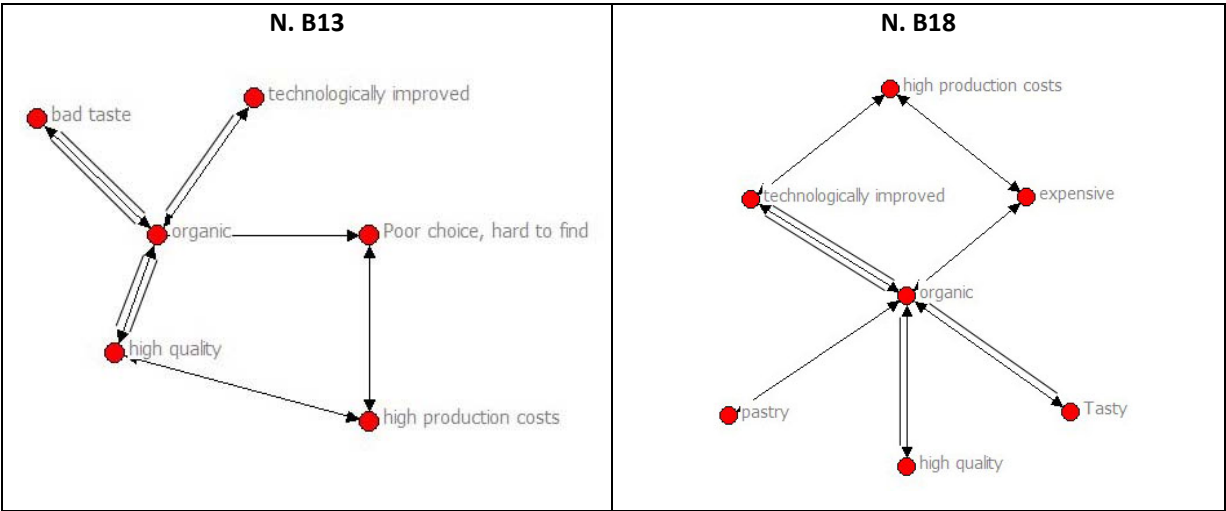 N. B13
technologically improved
bad taste
organic
Poor choice, hard to find
high quality
high production costs
N. B18
high production costs
technologically improved
expensive
organic
pastry
Tasty
high quality